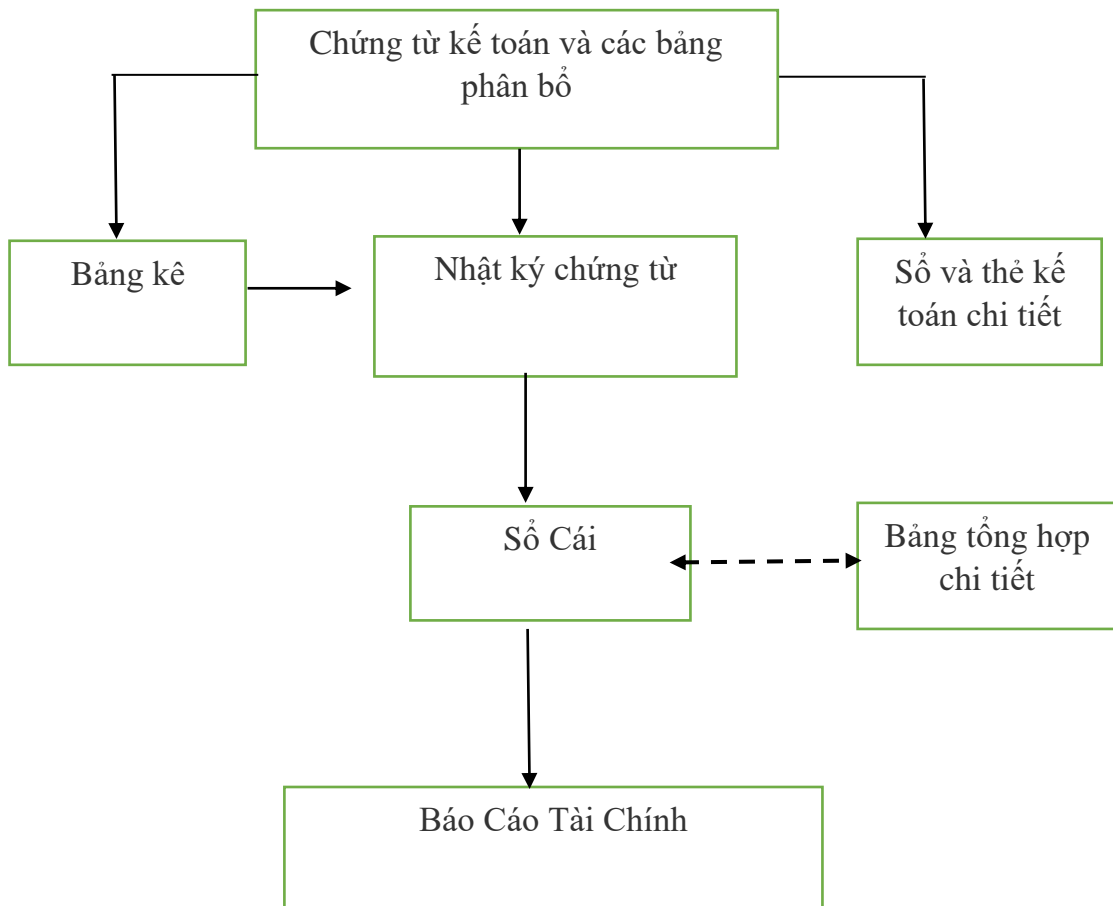 Chứng từ kế toán và các bảng
phân bổ
Bảng kê
Nhật ký chứng từ
Sổ và thẻ kế
toán chi tiết
Sổ Cái
Bảng tổng hợp
chi tiết
Báo Cáo Tài Chính